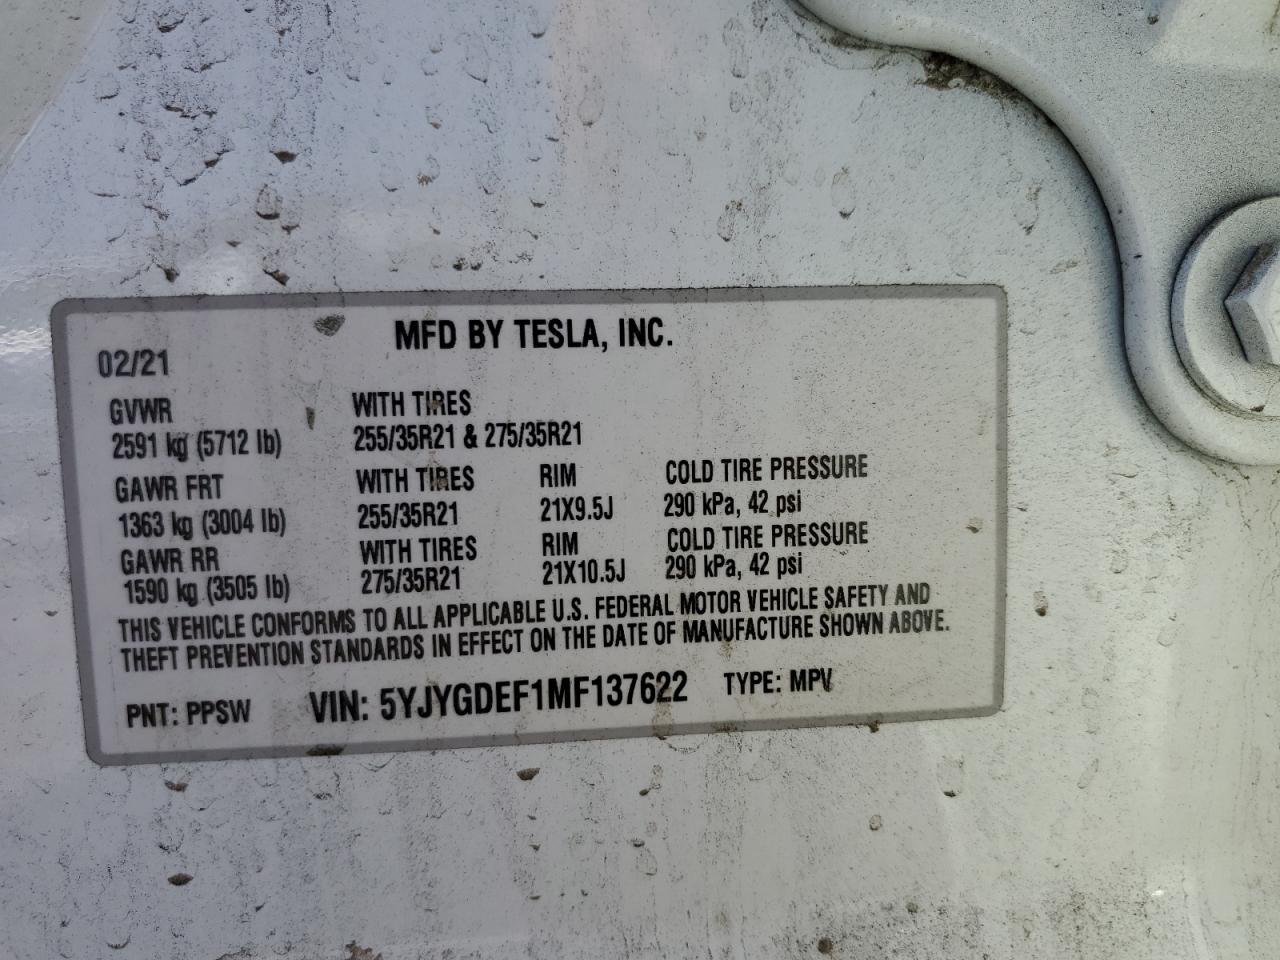 MFD BY TESLA, INC.
02/21
GVWR WITH TIRES
2591 kg (5712 lb) 255/35R21 & 275/35R21
GAWR FRT WITH TIRES RIM COLD TIRE PRESSURE
1363 kg (3004 lb) 255/35R21 21X9.5J 290 kPa, 42 psi
GAWR RR WITH TIRES RIM COLD TIRE PRESSURE
1590 kg (3505 lb) 275/35R21 21X10.5J 290 kPa, 42 psi
THIS VEHICLE CONFORMS TO ALL APPLICABLE U.S. FEDERAL MOTOR VEHICLE SAFETY AND
THEFT PREVENTION STANDARDS IN EFFECT ON THE DATE OF MANUFACTURE SHOWN ABOVE.
PNT: PPSW VIN: 5YJYGDEF1MF137622 TYPE: MPV